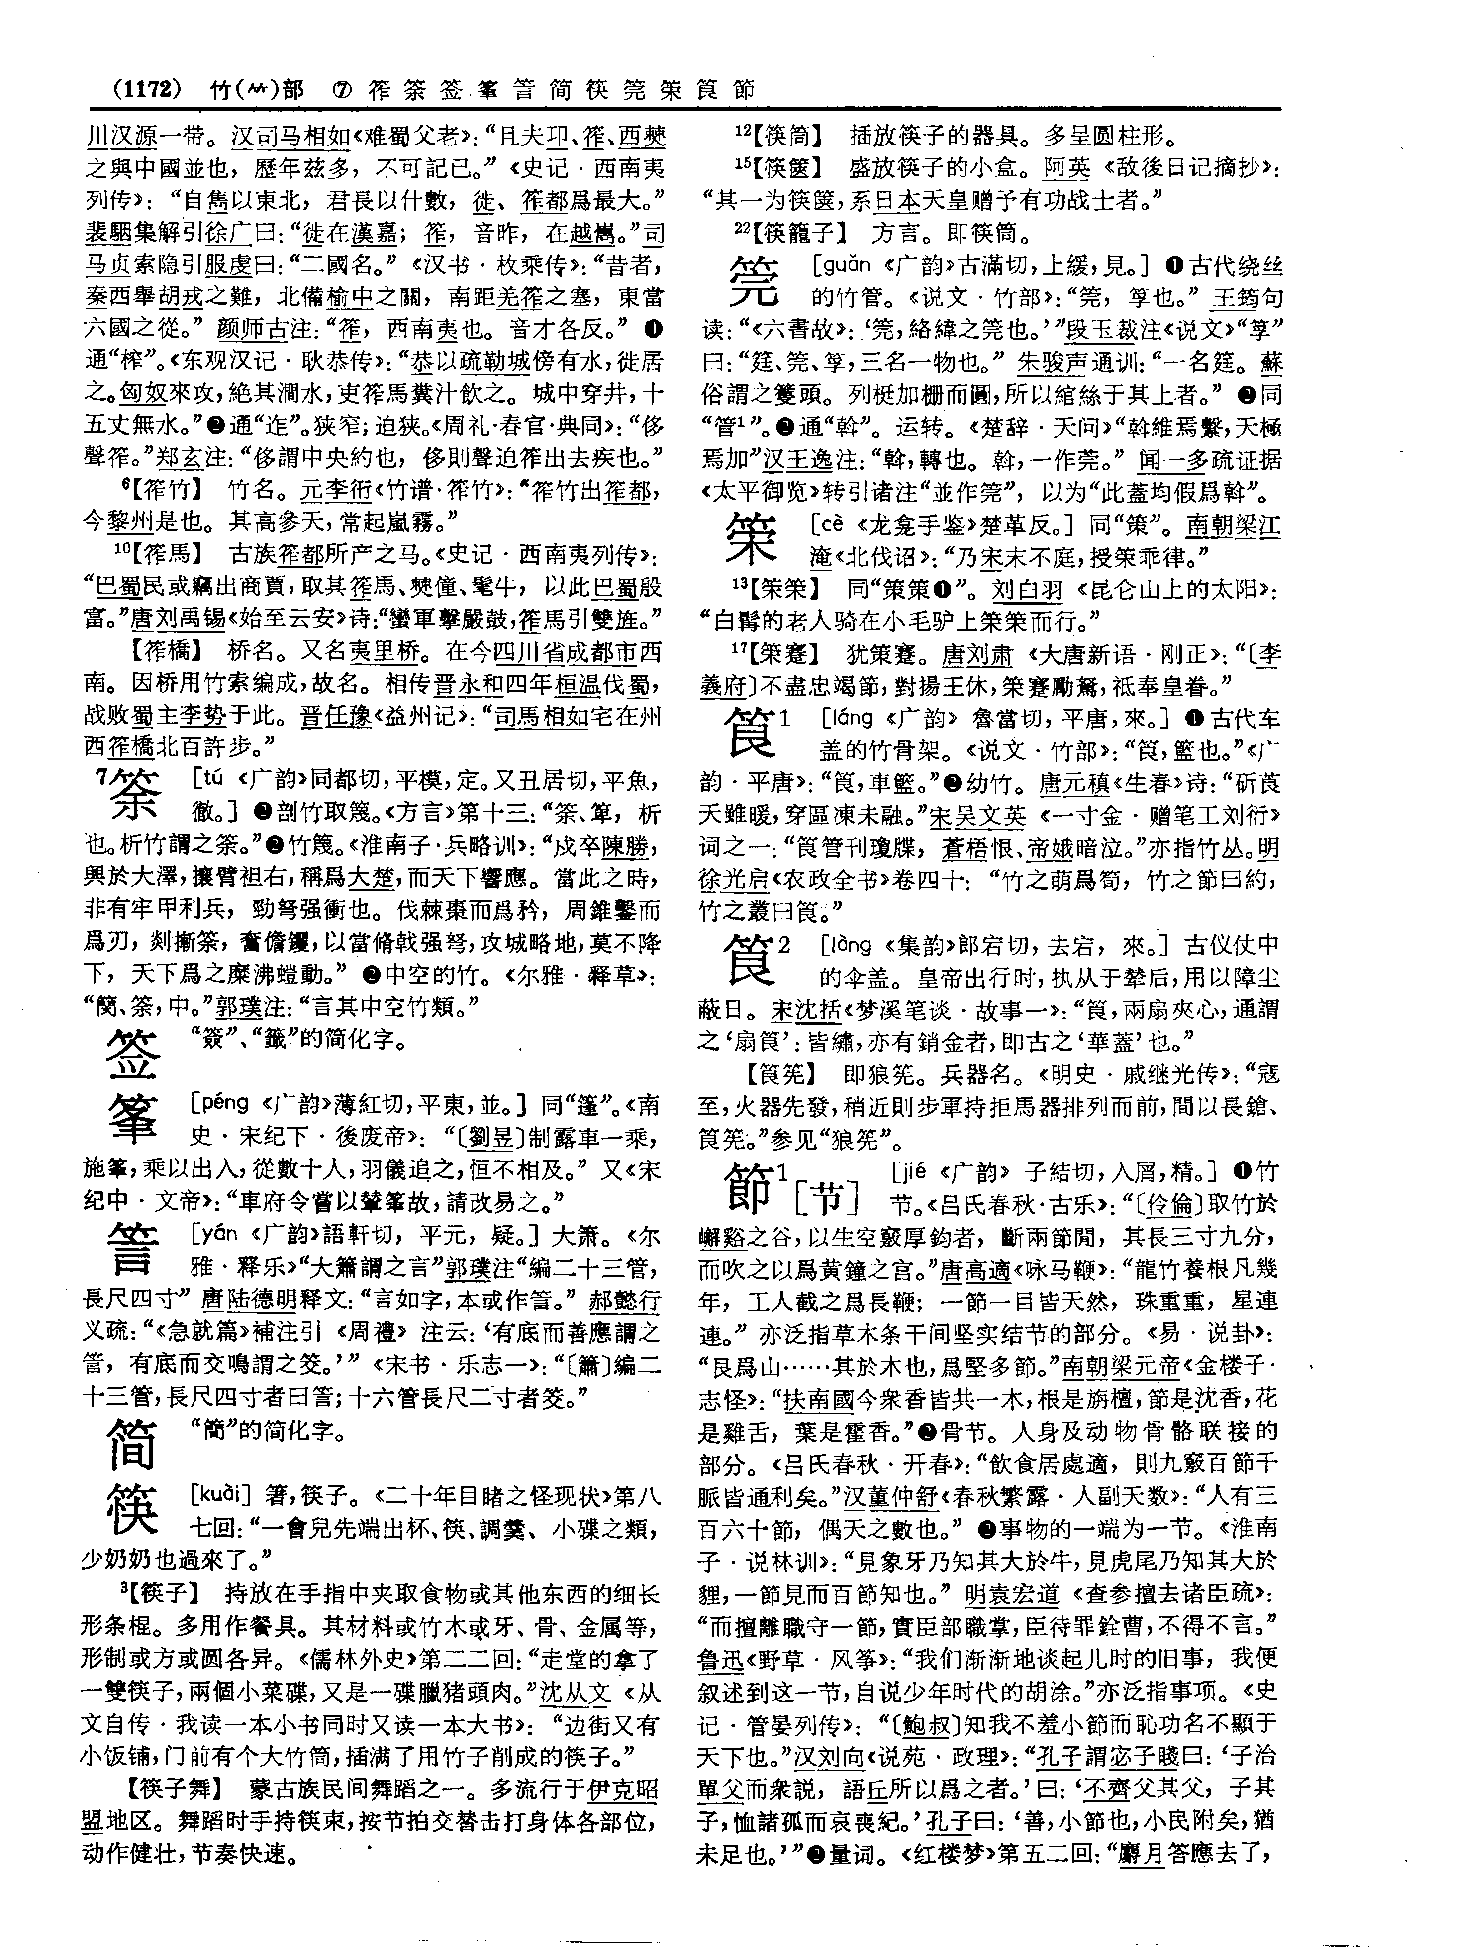 (1172) 竹(⺮)部 ⑦ 筰筡签筝䇾简筷筦筞筤節
川汉源一带。汉司马相如《难蜀父老》：“且夫卭、筰、西僰
之與中國並也，歷年茲多，不可記已。”《史记·西南夷
列传》：“自嶲以東北，君長以什數，徙、筰都爲最大。”
裴駰集解引徐广曰：“徙在漢嘉；筰，音昨，在越嶲。”司
马贞索隐引服虔曰：“二國名。”《汉书·枚乘传》：“昔者，
秦西舉胡戎之難，北備榆中之關，南距羌筰之塞，東當
六國之從。”颜师古注：“筰，西南夷也。音才各反。”❶
通“榨”。《东观汉记·耿恭传》：“恭以疏勒城傍有水，徙居
之。匈奴來攻，絶其澗水，吏筰馬糞汁飲之。城中穿井，十
五丈無水。”❷通“迮”。狭窄；迫狭。《周礼·春官·典同》：“侈
聲筰。”郑玄注：“侈謂中央約也，侈則聲迫筰出去疾也。”
⁶【筰竹】 竹名。元李衎《竹谱·筰竹》：“筰竹出筰都，
今黎州是也。其高參天，常起嵐霧。”
¹⁰【筰馬】 古族筰都所产之马。《史记·西南夷列传》：
“巴蜀民或竊出商賈，取其筰馬、僰僮、髦牛，以此巴蜀殷
富。”唐刘禹锡《始至云安》诗：“蠻軍擊嚴鼓，筰馬引雙旌。”
【筰橋】 桥名。又名夷里桥。在今四川省成都市西
南。因桥用竹索编成，故名。相传晋永和四年桓温伐蜀，
战败蜀主李势于此。晋任豫《益州记》：“司馬相如宅在州
西筰橋北百許步。”
⁷筡 [tú 《广韵》同都切，平模，定。又丑居切，平魚，
徹。] ❷剖竹取篾。《方言》第十三：“筡、箄，析
也。析竹謂之筡。”❷竹篾。《淮南子·兵略训》：“戍卒陳勝，
興於大澤，攘臂袒右，稱爲大楚，而天下響應。當此之時，
非有牢甲利兵，勁弩强衝也。伐棘棗而爲矜，周錐鑿而
爲刃，剡摲筡，奮儋钁，以當脩戟强弩，攻城略地，莫不降
下，天下爲之糜沸螘動。”❷中空的竹。《尔雅·释草》：
“簢、筡，中。”郭璞注：“言其中空竹類。”
签 “簽”、“籤”的简化字。
[péng 《广韵》薄紅切，平東，並。] 同“篷”。《南
史·宋纪下·後废帝》：“〔劉昱〕制露車一乘，
施，乘以出入，從數十人，羽儀追之，恒不相及。”又《宋
纪中·文帝》：“車府令嘗以輦故，請改易之。”
䇾 [yán 《广韵》語軒切，平元，疑。] 大箫。《尔
雅·释乐》“大簫謂之言”郭璞注“編二十三管，
長尺四寸”唐陆德明释文：“言如字，本或作䇾。”郝懿行
义疏：“《急就篇》補注引《周禮》注云：‘有底而善應謂之
管，有底而交鳴謂之筊。’”《宋书·乐志一》：“〔簫〕編二
十三管，長尺四寸者曰䇾；十六管長尺二寸者筊。”
简 “簡”的简化字。
筷 [kuài] 箸，筷子。《二十年目睹之怪现状》第八
七回：“一會兒先端出杯、筷、調羹、小碟之類，
少奶奶也過來了。”
³【筷子】 持放在手指中夹取食物或其他东西的细长
形条棍。多用作餐具。其材料或竹木或牙、骨、金属等，
形制或方或圆各异。《儒林外史》第二二回：“走堂的拿了
一雙筷子，兩個小菜碟，又是一碟臘猪頭肉。”沈从文《从
文自传·我读一本小书同时又读一本大书》：“边街又有
小饭铺，门前有个大竹筒，插满了用竹子削成的筷子。”
【筷子舞】 蒙古族民间舞蹈之一。多流行于伊克昭
盟地区。舞蹈时手持筷束，按节拍交替击打身体各部位，
动作健壮，节奏快速。
¹²【筷筒】 插放筷子的器具。多呈圆柱形。
¹⁵【筷箧】 盛放筷子的小盒。阿英《敌後日记摘抄》：
“其一为筷箧，系日本天皇赠予有功战士者。”
²²【筷籠子】 方言。即筷筒。
筦 [guǎn 《广韵》古滿切，上緩，見。] ❶古代绕丝
的竹管。《说文·竹部》：“筦，筟也。”王筠句
读：“《六書故》：‘筦，絡緯之筦也。’”段玉裁注《说文》“筟”
曰：“筳、筦、筟，三名一物也。”朱骏声通训：“一名筳。蘇
俗謂之籰頭。列梃加栅而圓，所以綰絲于其上者。”❷同
“管¹”。❷通“斡”。运转。《楚辞·天问》“斡維焉繫，天極
焉加”汉王逸注：“斡，轉也。斡，一作莞。”闻一多疏证据
《太平御览》转引诸注“並作筦”，以为“此蓋均假爲斡”。
筞 [cè 《龙龛手鉴》楚革反。] 同“策”。南朝梁江
淹《北伐诏》：“乃宋末不庭，授筞乖律。”
¹³【筞筞】 同“策策❶”。刘白羽《昆仑山上的太阳》：
“白髯的老人骑在小毛驴上筞筞而行。”
¹⁷【筞蹇】 犹策蹇。唐刘肃《大唐新语·刚正》：“〔李
義府〕不盡忠竭節，對揚王休，筞蹇勵駑，祗奉皇眷。”
筤¹ [láng 《广韵》魯當切，平唐，來。] ❶古代车
盖的竹骨架。《说文·竹部》：“筤，籃也。”《广
韵·平唐》：“筤，車籃。”❷幼竹。唐元稹《生春》诗：“斫筤
天雖暖，穿區凍未融。”宋吴文英《一寸金·赠笔工刘衍》
词之一：“筤管刊瓊牒，蒼梧恨、帝娥暗泣。”亦指竹丛。明
徐光启《农政全书》卷四十：“竹之萌爲筍，竹之節曰約，
竹之叢曰筤。”
筤² [làng 《集韵》郎宕切，去宕，來。] 古仪仗中
的伞盖。皇帝出行时，执从于辇后，用以障尘
蔽日。宋沈括《梦溪笔谈·故事一》：“筤，兩扇夾心，通謂
之‘扇筤’：皆繡，亦有銷金者，即古之‘華蓋’也。”
【筤筅】 即狼筅。兵器名。《明史·戚继光传》：“寇
至，火器先發，稍近則步軍持拒馬器排列而前，間以長鎗、
筤筅。”参见“狼筅”。
節¹[节] [jié 《广韵》子結切，入屑，精。] ❶竹
节。《吕氏春秋·古乐》：“〔伶倫〕取竹於
嶰谿之谷，以生空竅厚鈞者，斷兩節閒，其長三寸九分，
而吹之以爲黄鐘之宫。”唐高適《咏马鞭》：“龍竹養根凡幾
年，工人截之爲長鞭；一節一目皆天然，珠重重，星連
連。”亦泛指草木条干间坚实结节的部分。《易·说卦》：
“艮爲山……其於木也，爲堅多節。”南朝梁元帝《金楼子·
志怪》：“扶南國今衆香皆共一木，根是旃檀，節是沈香，花
是雞舌，葉是霍香。”❷骨节。人身及动物骨骼联接的
部分。《吕氏春秋·开春》：“飲食居處適，則九竅百節千
脈皆通利矣。”汉董仲舒《春秋繁露·人副天数》：“人有三
百六十節，偶天之數也。”❷事物的一端为一节。《淮南
子·说林训》：“見象牙乃知其大於牛，見虎尾乃知其大於
貍，一節見而百節知也。”明袁宏道《查参擅去诸臣疏》：
“而擅離職守一節，實臣部職掌，臣待罪銓曹，不得不言。”
鲁迅《野草·风筝》：“我们渐渐地谈起儿时的旧事，我便
叙述到这一节，自说少年时代的胡涂。”亦泛指事项。《史
记·管晏列传》：“〔鮑叔〕知我不羞小節而恥功名不顯于
天下也。”汉刘向《说苑·政理》：“孔子謂宓子賤曰：‘子治
單父而衆説，語丘所以爲之者。’曰：‘不齊父其父，子其
子，恤諸孤而哀喪紀。’孔子曰：‘善，小節也，小民附矣，猶
未足也。’”❷量词。《红楼梦》第五二回：“麝月答應去了，